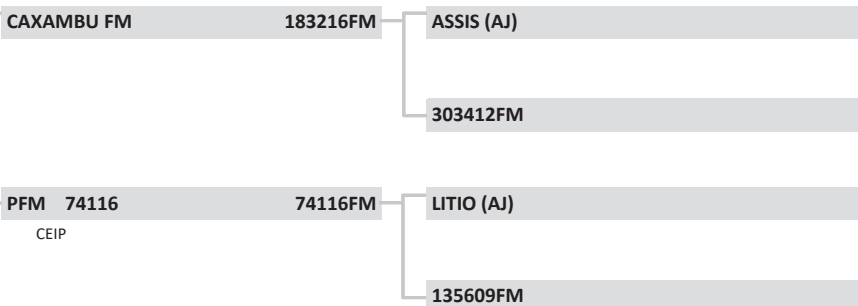 CAXAMBU FM 183216FM ASSIS (AJ)
303412FM
PFM 74116 74116FM LITIO (AJ)
CEIP
135609FM